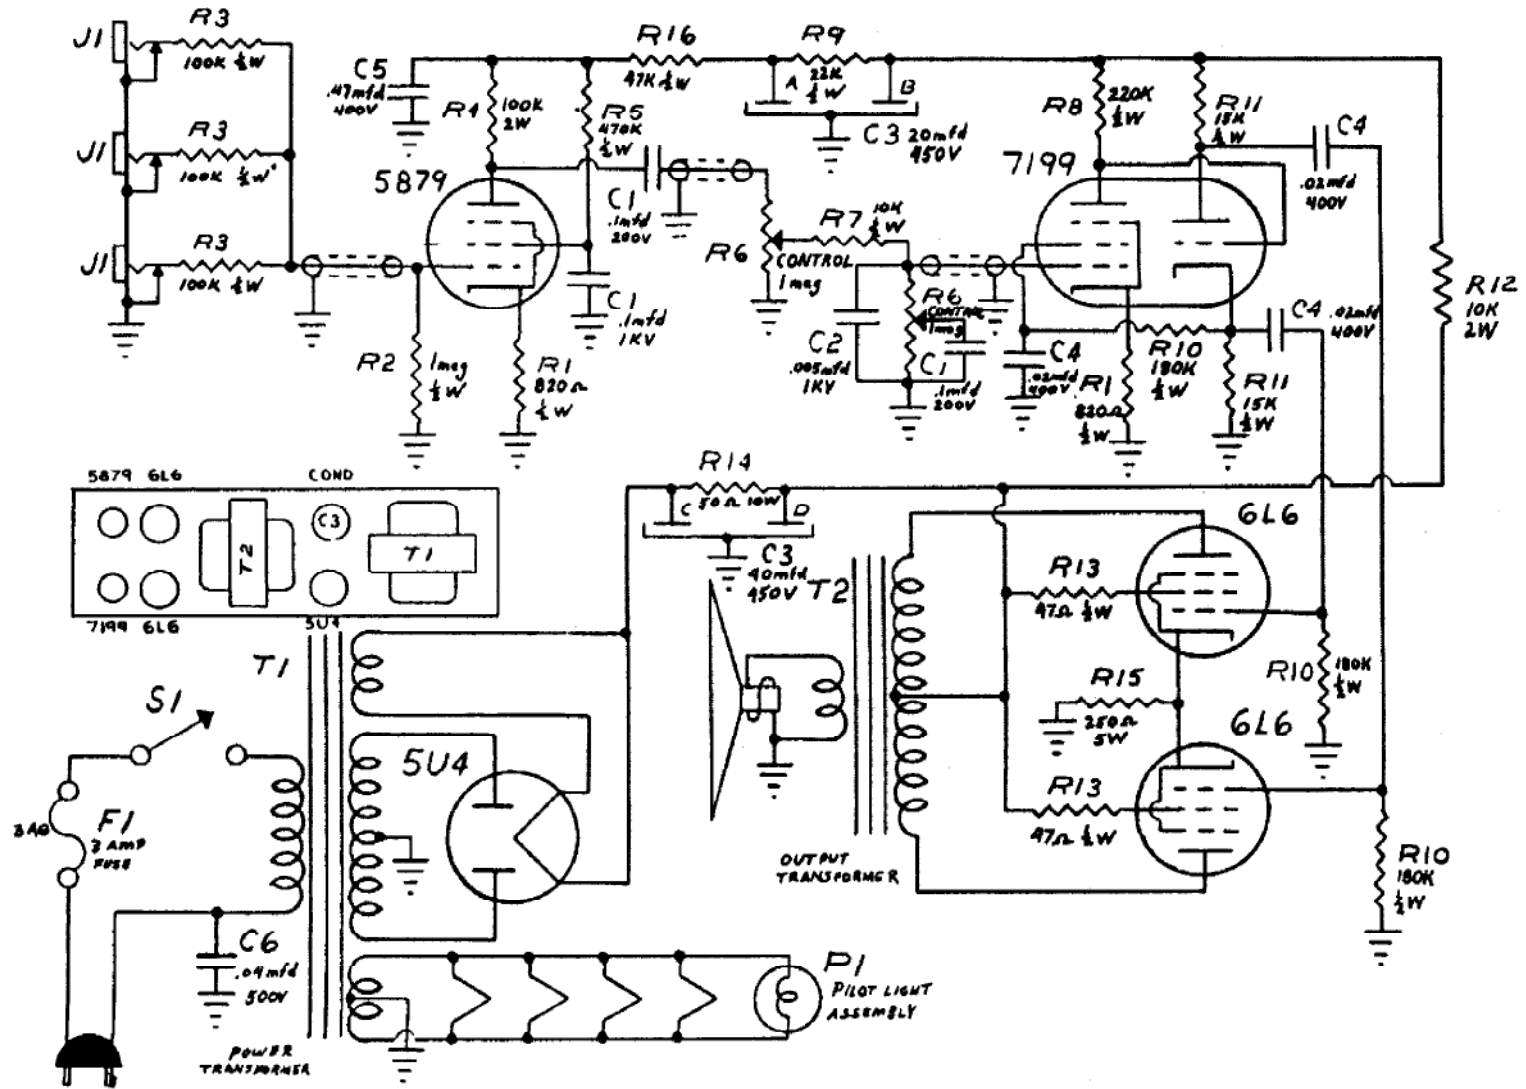 J1
R3
100K ½W
J1
R3
100K ½W
J1
R3
100K ½W
C5
.47mfd
400V
R4
100K
2W
5879
R5
470K
½W
R16
47K ½W
R9
22K
½W
A
B
C3 20mfd
450V
C1
.1mfd
200V
R6
CONTROL
1meg
R7
10K
½W
C1
.1mfd
1KV
R2
1meg
½W
R1
820Ω
½W
C2
.005mfd
1KV
R6
CONTROL
1meg
C1
.1mfd
200V
7199
R8
220K
½W
R11
15K
½W
C4
.02mfd
400V
C4
.02mfd
400V
C4
.02mfd
400V
R1
820Ω
½W
R10
180K
½W
R11
15K
½W
R12
10K
2W
5879 6L6
COND
C3
T2
T1
7199 6L6
5U4
R14
50Ω 10W
C
D
C3
40mfd
450V
T2
6L6
R13
47Ω ½W
R10
180K
½W
R15
250Ω
5W
6L6
R13
47Ω ½W
R10
180K
½W
OUTPUT
TRANSFORMER
T1
S1
5U4
F1
3 AMP
FUSE
C6
.04mfd
500V
POWER
TRANSFORMER
P1
PILOT LIGHT
ASSEMBLY